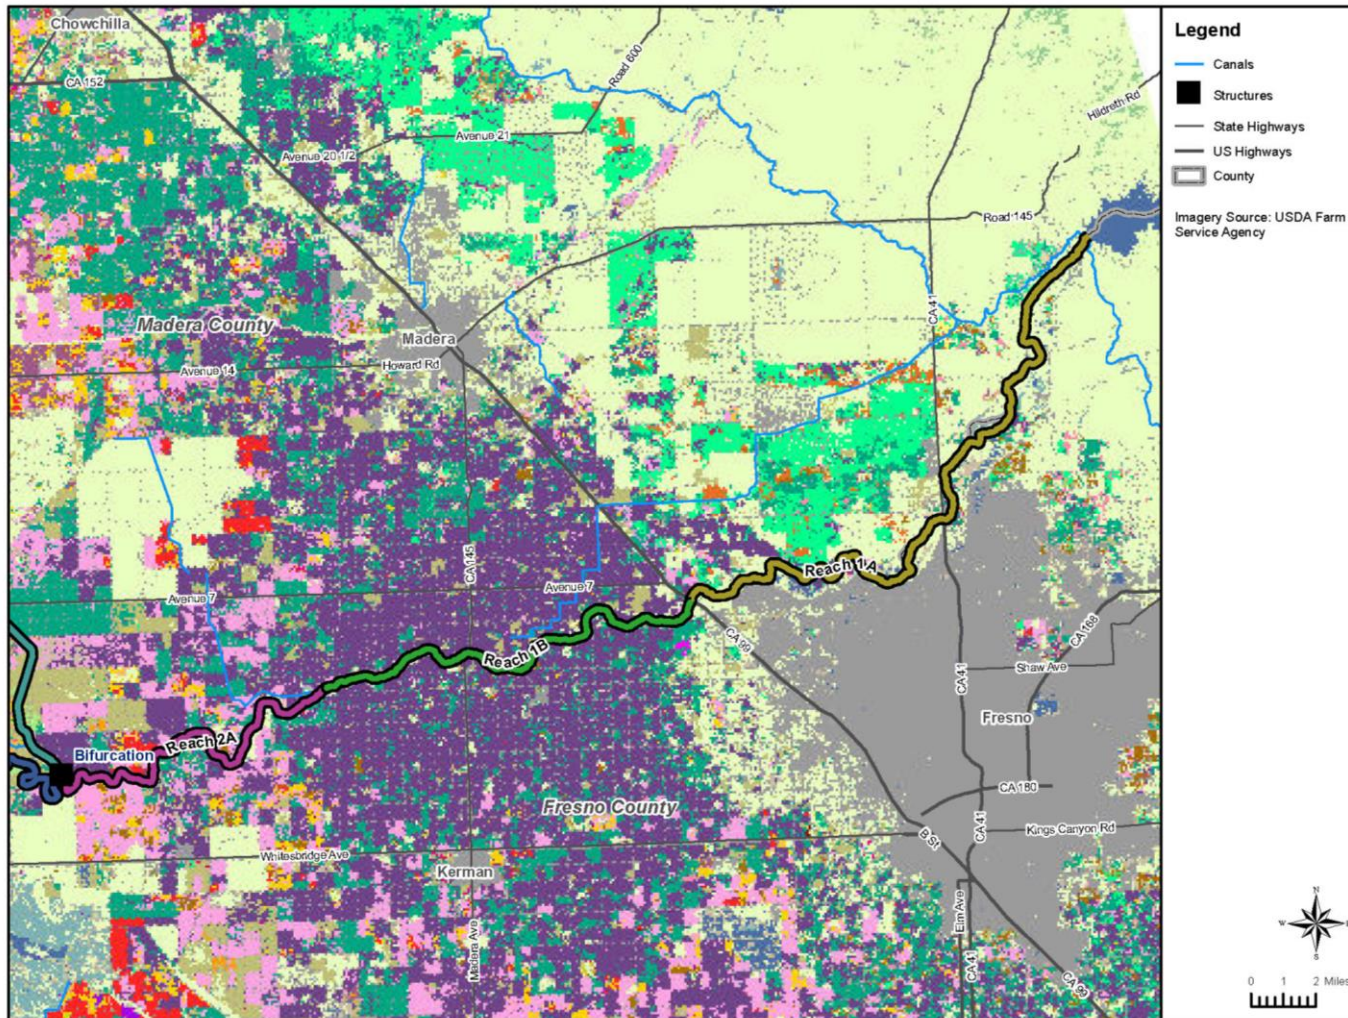 Chowchilla
CA 152
Road 600
Avenue 21
Avenue 20 1/2
Hildreth Rd
Road 145
CA 41
Madera County
Madera
Avenue 14
Howard Rd
CA 145
Avenue 7
Avenue 7
Reach 1A
Reach 1B
CA 99
CA 168
Shaw Ave
CA 41
Fresno
Reach 2A
Bifurcation
CA 180
Fresno County
Kings Canyon Rd
CA 41
B St
Whitesbridge Ave
Kerman
Elm Ave
Madera Ave
CA 41
CA 99
Legend
Canals
Structures
State Highways
US Highways
County
Imagery Source: USDA Farm
Service Agency
N
W
E
S
0 1 2 Miles